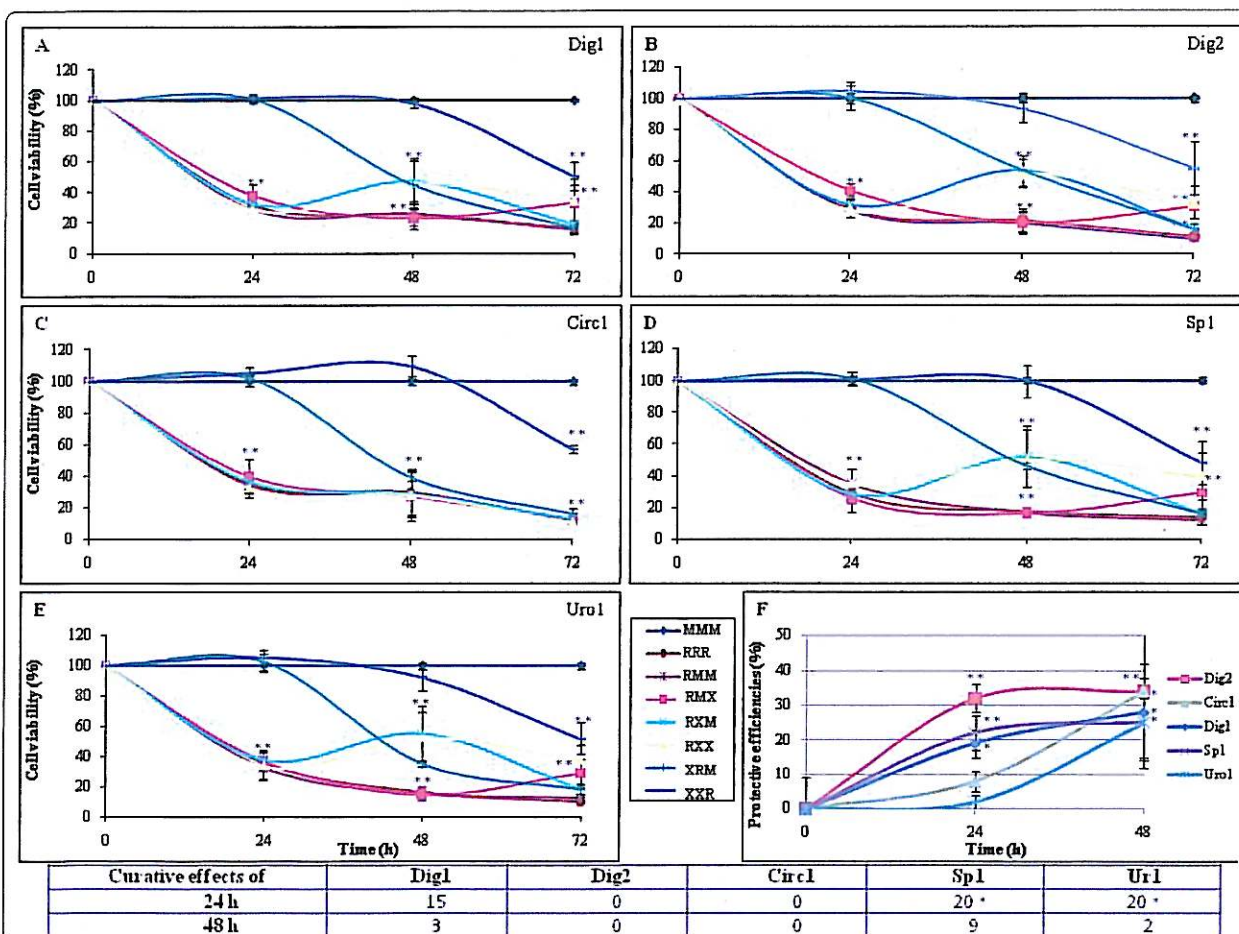 A Dig1
Cell viability (%)
120
100
80
60
40
20
0
0 24 48 72
** ** ** ** **
B Dig2
120
100
80
60
40
20
0
0 24 48 72
** ** ** ** **
C Circ1
Cell viability (%)
120
100
80
60
40
20
0
0 24 48 72
** ** ** **
D Sp1
120
100
80
60
40
20
0
0 24 48 72
** ** ** ** **
E Uro1
Cell viability (%)
120
100
80
60
40
20
0
0 24 48 72
Time (h)
** ** ** ** **
MMM
RRR
RMM
RMX
RXM
RXX
XRM
XXR
F
Protective efficiencies (%)
50
40
30
20
10
0
0 24 48
Time (h)
** ** * ** * * *
Dig2
Circ1
Dig1
Sp1
Uro1
Curative effects of Dig1 Dig2 Circ1 Sp1 Ur1
24 h 15 0 0 20 * 20 *
48 h 3 0 0 9 2